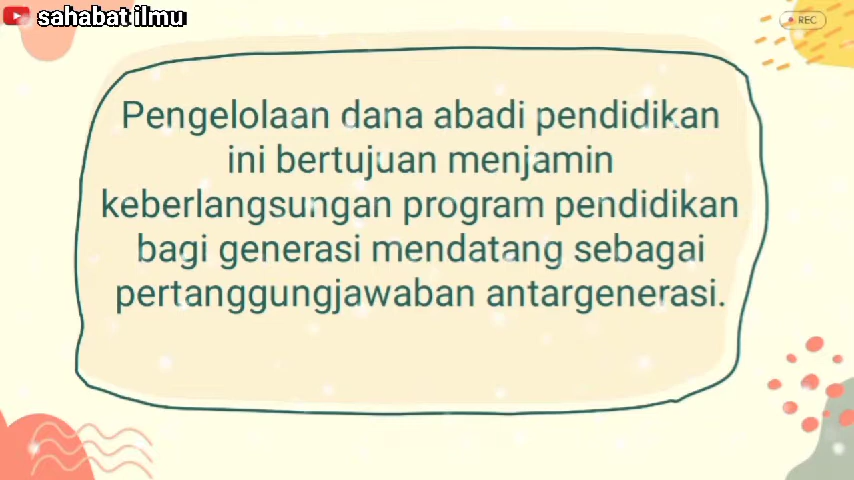 sahabat ilmu
REC
Pengelolaan dana abadi pendidikan
ini bertujuan menjamin
keberlangsungan program pendidikan
bagi generasi mendatang sebagai
pertanggungjawaban antargenerasi.